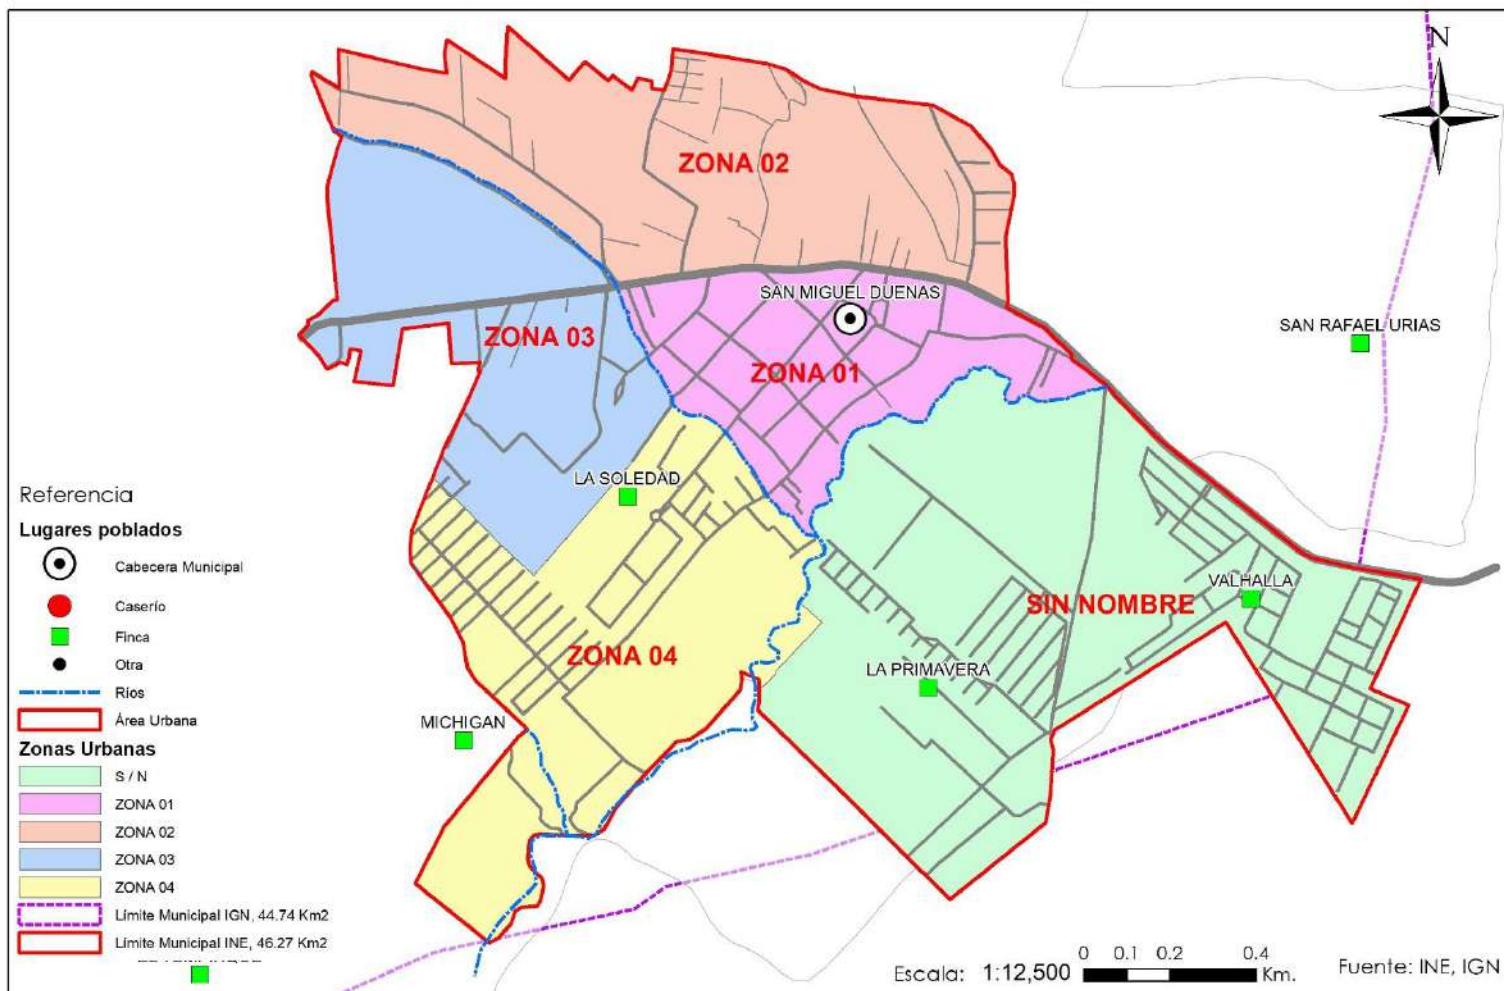 N
ZONA 02
SAN MIGUEL DUENAS
SAN RAFAEL URIAS
ZONA 03
ZONA 01
LA SOLEDAD
VALHALLA
SIN NOMBRE
ZONA 04
LA PRIMAVERA
MICHIGAN
Referencia
Lugares poblados
Cabecera Municipal
Caserío
Finca
Otra
Ríos
Área Urbana
Zonas Urbanas
S / N
ZONA 01
ZONA 02
ZONA 03
ZONA 04
Límite Municipal IGN, 44.74 Km2
Límite Municipal INE, 46.27 Km2
Escala: 1:12,500
0 0.1 0.2 0.4
Km.
Fuente: INE, IGN